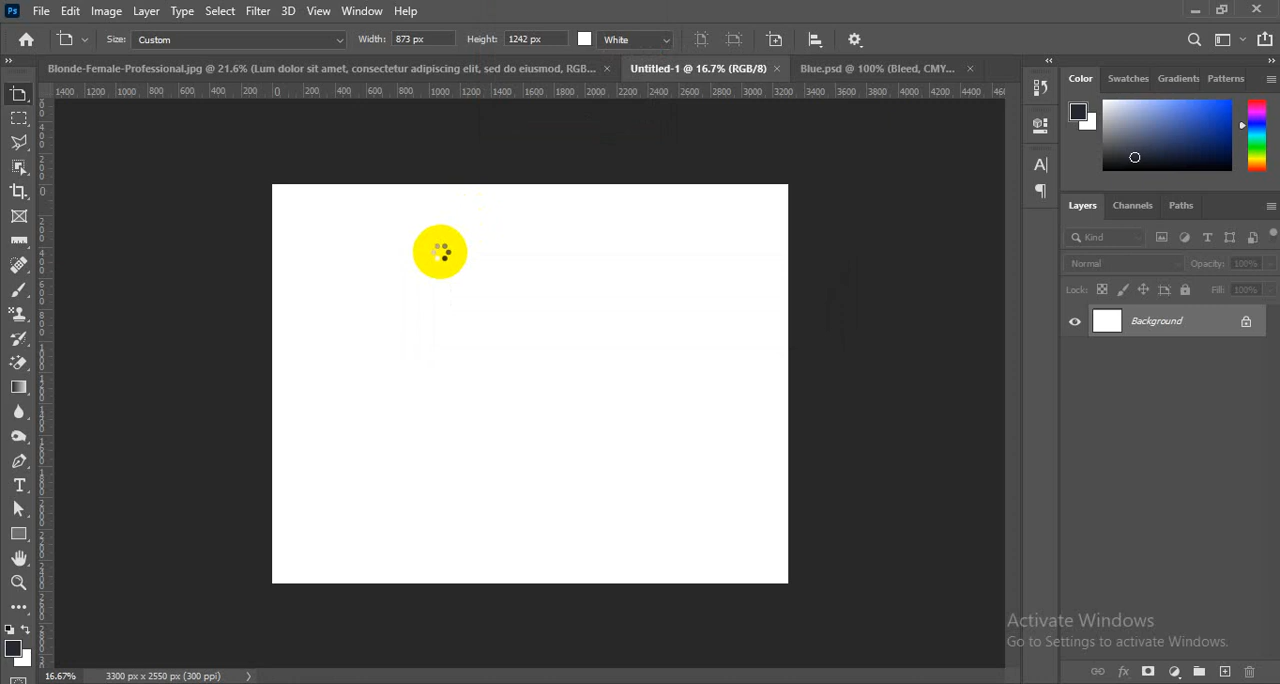 Ps File Edit Image Layer Type Select Filter 3D View Window Help
Size: Custom Width: 873 px Height: 1242 px White
Blonde-Female-Professional.jpg @ 21.6% (Lum dolor sit amet, consectetur adipiscing elit, sed do eiusmod, RGB... × Untitled-1 @ 16.7% (RGB/8) × Blue.psd @ 100% (Bleed, CMY... ×
1400 1200 1000 800 600 400 200 0 200 400 600 800 1000 1200 1400 1600 1800 2000 2200 2400 2600 2800 3000 3200 3400 3600 3800 4000 4200 4400
Color Swatches Gradients Patterns
Layers Channels Paths
Kind
Normal Opacity: 100%
Lock: Fill: 100%
Background
Activate Windows
Go to Settings to activate Windows.
16.67% 3300 px x 2550 px (300 ppi)